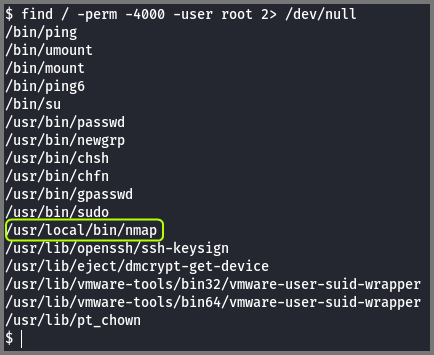 $ find / -perm -4000 -user root 2> /dev/null
/bin/ping
/bin/umount
/bin/mount
/bin/ping6
/bin/su
/usr/bin/passwd
/usr/bin/newgrp
/usr/bin/chsh
/usr/bin/chfn
/usr/bin/gpasswd
/usr/bin/sudo
/usr/local/bin/nmap
/usr/lib/openssh/ssh-keysign
/usr/lib/eject/dmcrypt-get-device
/usr/lib/vmware-tools/bin32/vmware-user-suid-wrapper
/usr/lib/vmware-tools/bin64/vmware-user-suid-wrapper
/usr/lib/pt_chown
$